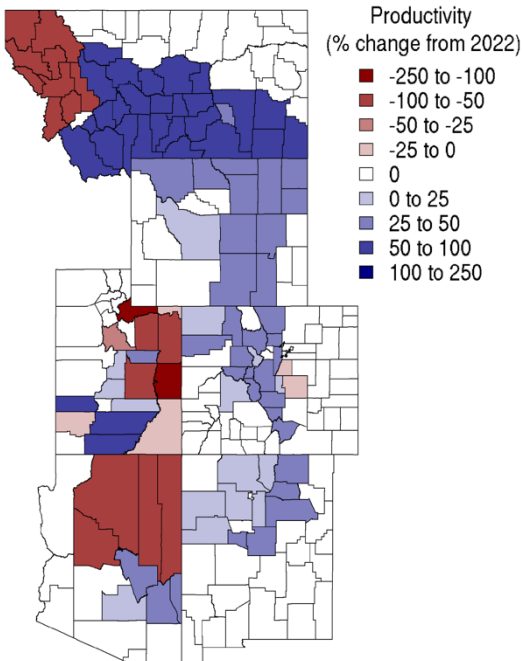 Productivity
(% change from 2022)
-250 to -100
-100 to -50
-50 to -25
-25 to 0
0
0 to 25
25 to 50
50 to 100
100 to 250